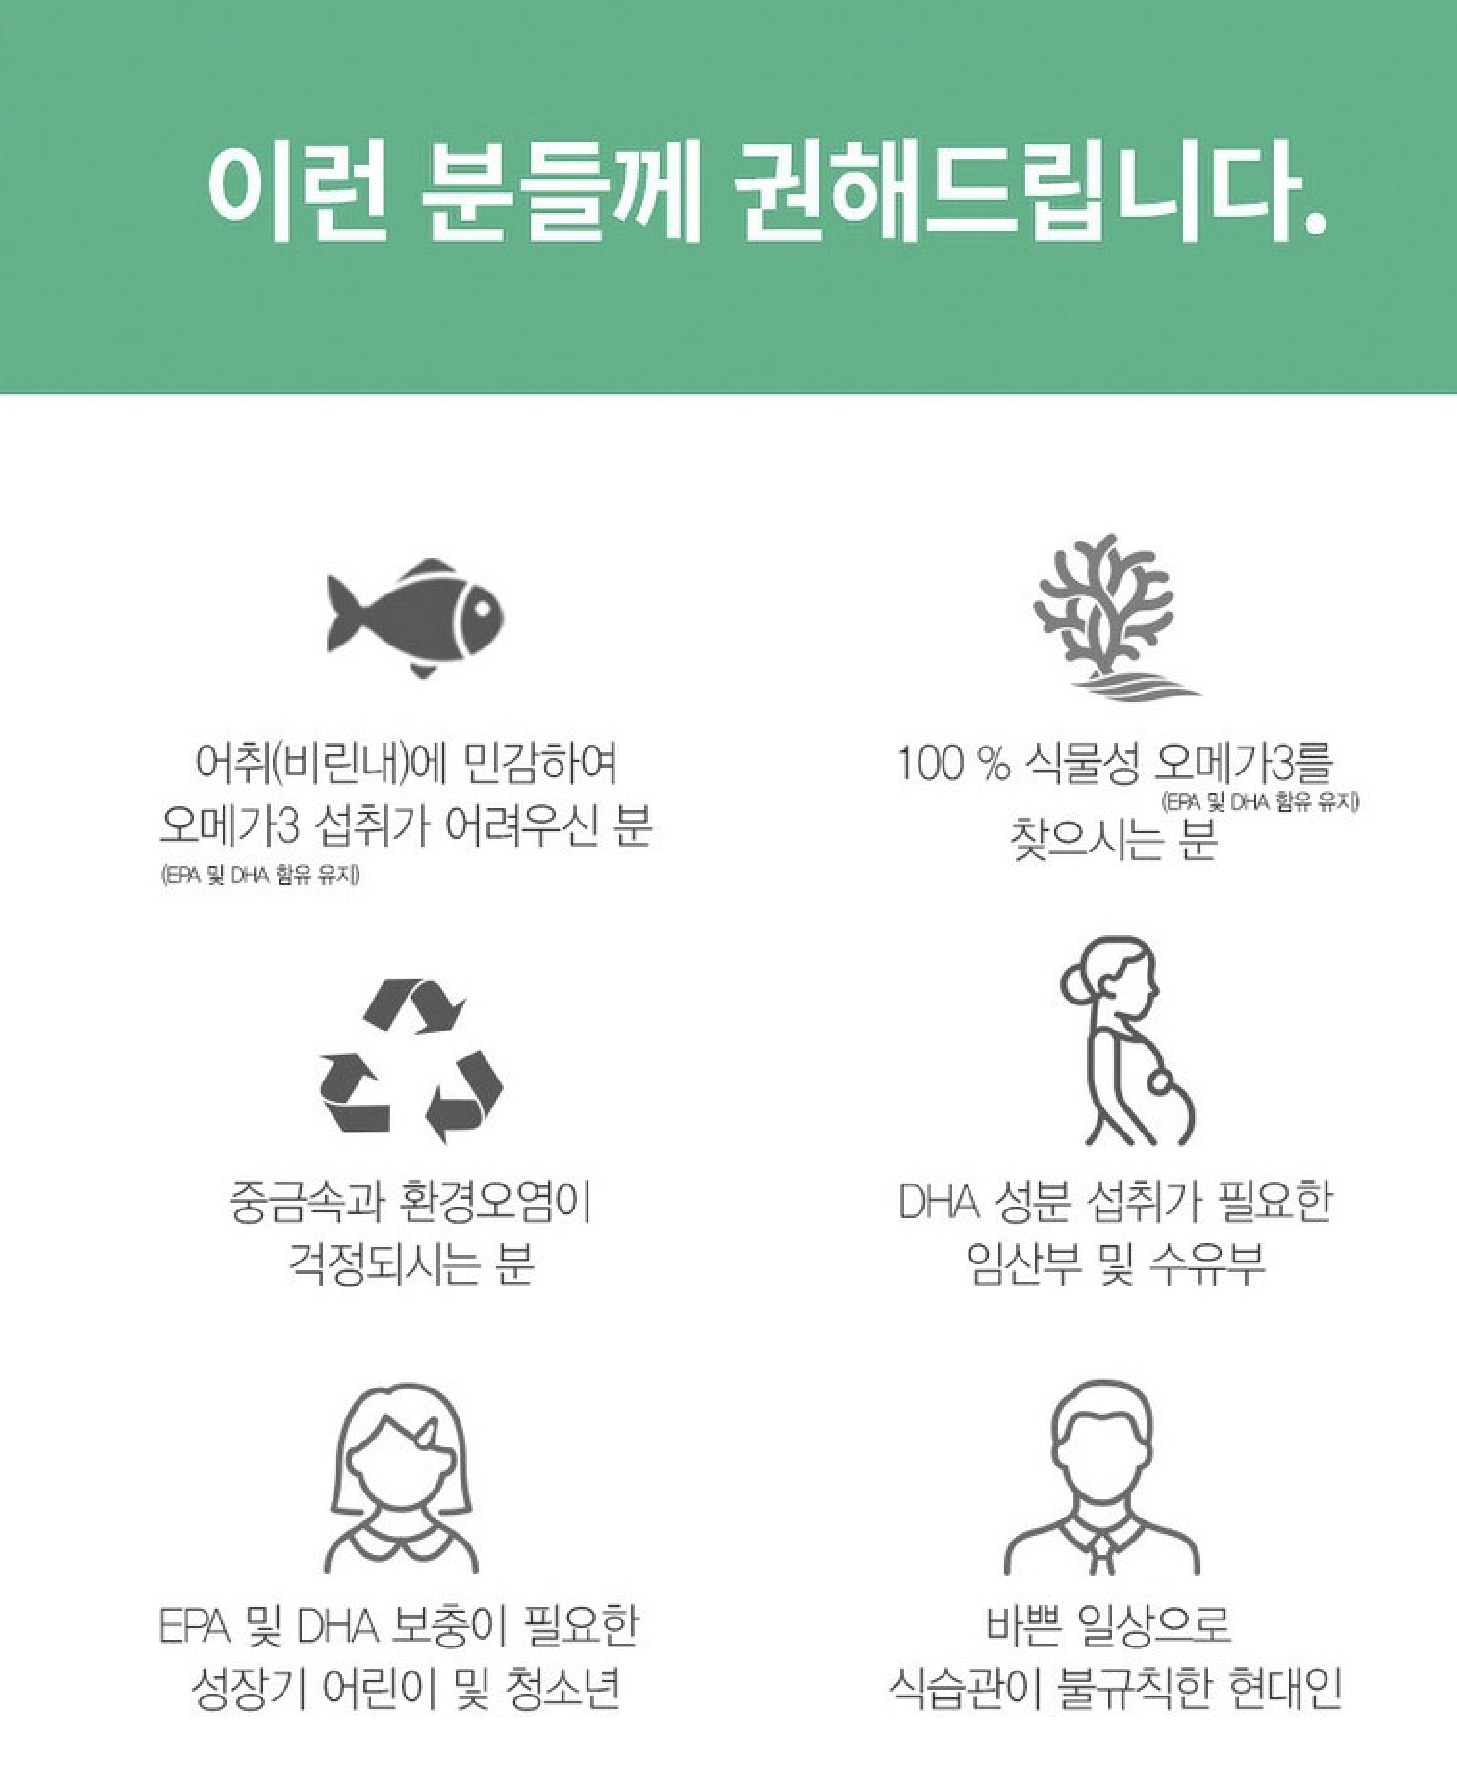 이런 분들께 권해드립니다.
어취(비린내)에 민감하여
오메가3 섭취가 어려우신 분
(EPA 및 DHA 함유 유지)
100 % 식물성 오메가3를
(EPA 및 DHA 함유 유지)
찾으시는 분
중금속과 환경오염이
걱정되시는 분
DHA 성분 섭취가 필요한
임산부 및 수유부
EPA 및 DHA 보충이 필요한
성장기 어린이 및 청소년
바쁜 일상으로
식습관이 불규칙한 현대인